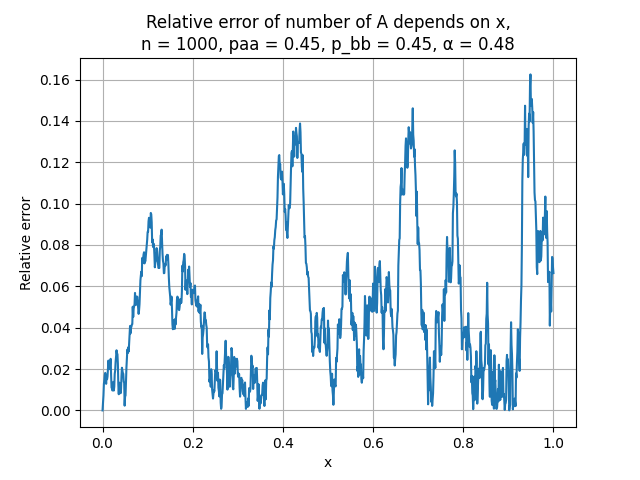 Relative error of number of A depends on x,
n = 1000, paa = 0.45, p_bb = 0.45, α = 0.48
0.16
0.14
0.12
0.10
0.08
0.06
0.04
0.02
0.00
Relative error
0.0 0.2 0.4 0.6 0.8 1.0
x